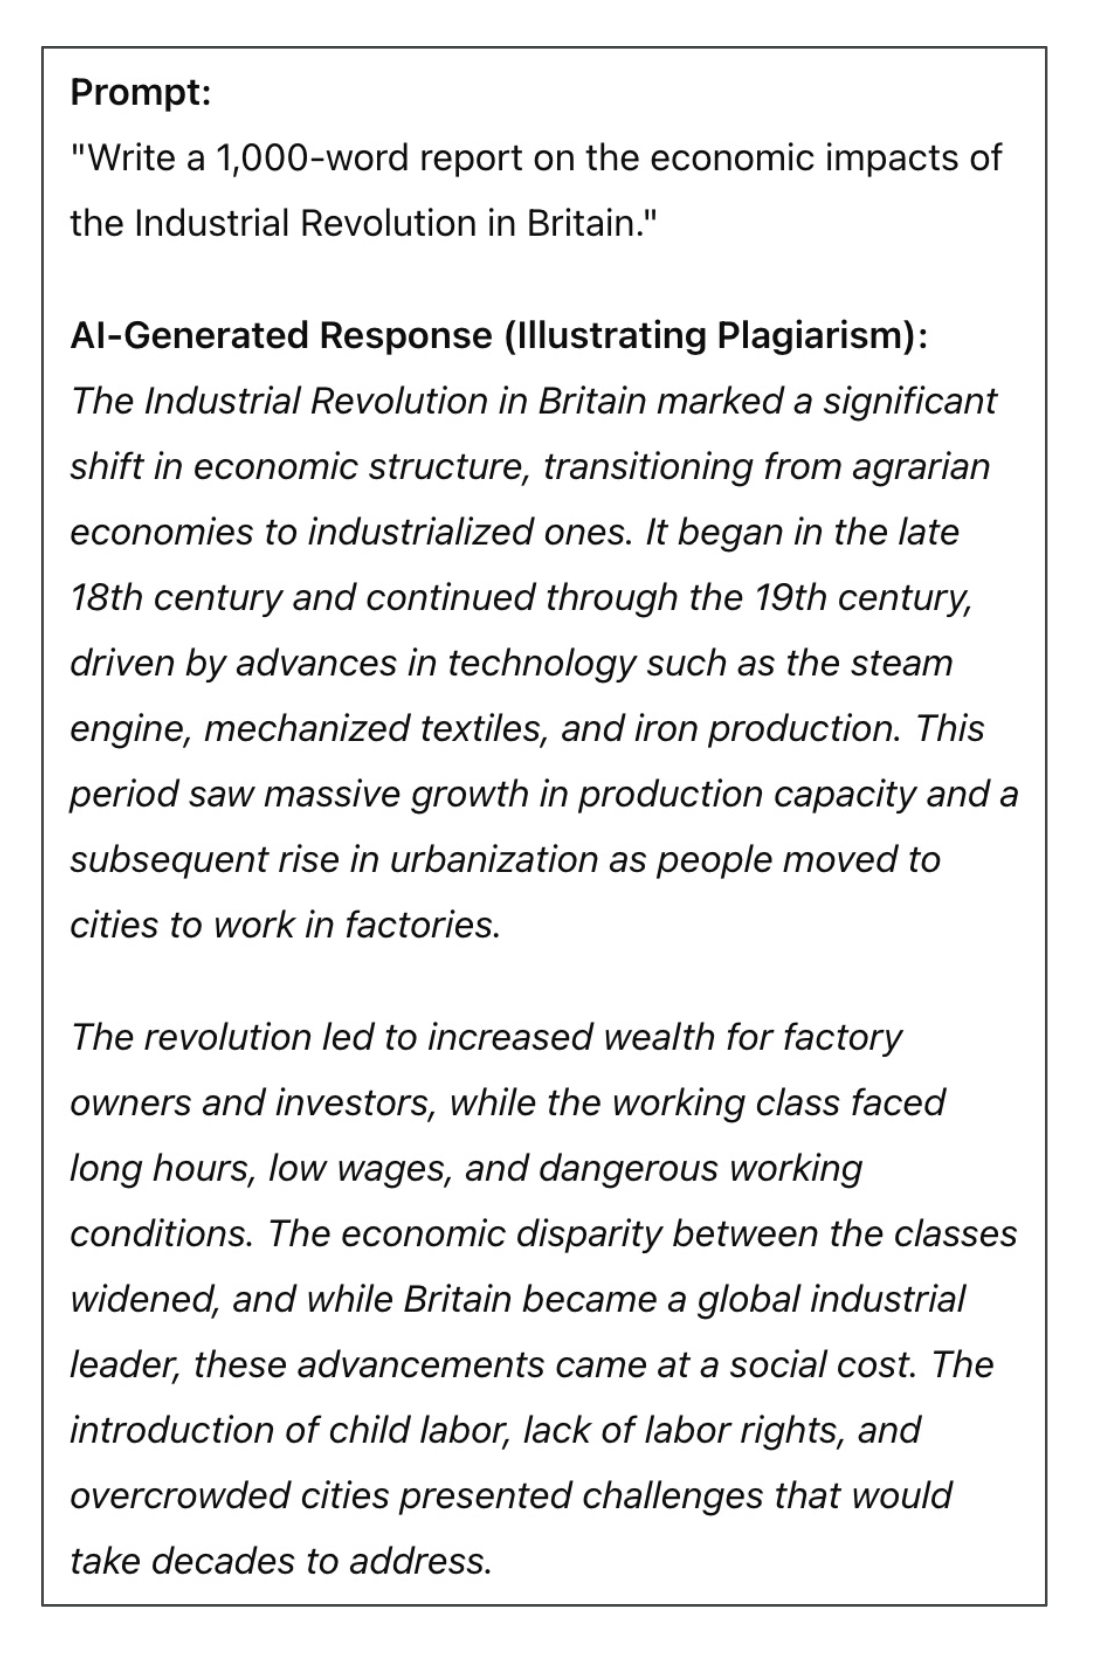 Prompt:
"Write a 1,000-word report on the economic impacts of
the Industrial Revolution in Britain."
AI-Generated Response (Illustrating Plagiarism):
The Industrial Revolution in Britain marked a significant
shift in economic structure, transitioning from agrarian
economies to industrialized ones. It began in the late
18th century and continued through the 19th century,
driven by advances in technology such as the steam
engine, mechanized textiles, and iron production. This
period saw massive growth in production capacity and a
subsequent rise in urbanization as people moved to
cities to work in factories.
The revolution led to increased wealth for factory
owners and investors, while the working class faced
long hours, low wages, and dangerous working
conditions. The economic disparity between the classes
widened, and while Britain became a global industrial
leader, these advancements came at a social cost. The
introduction of child labor, lack of labor rights, and
overcrowded cities presented challenges that would
take decades to address.